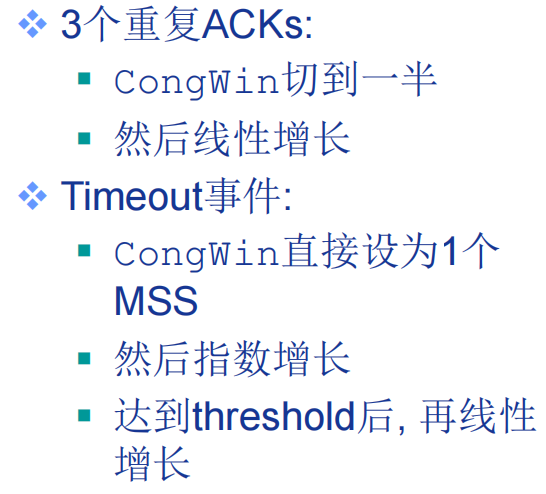 3个重复ACKs:
CongWin切到一半
然后线性增长
Timeout事件:
CongWin直接设为1个
MSS
然后指数增长
达到threshold后, 再线性
增长